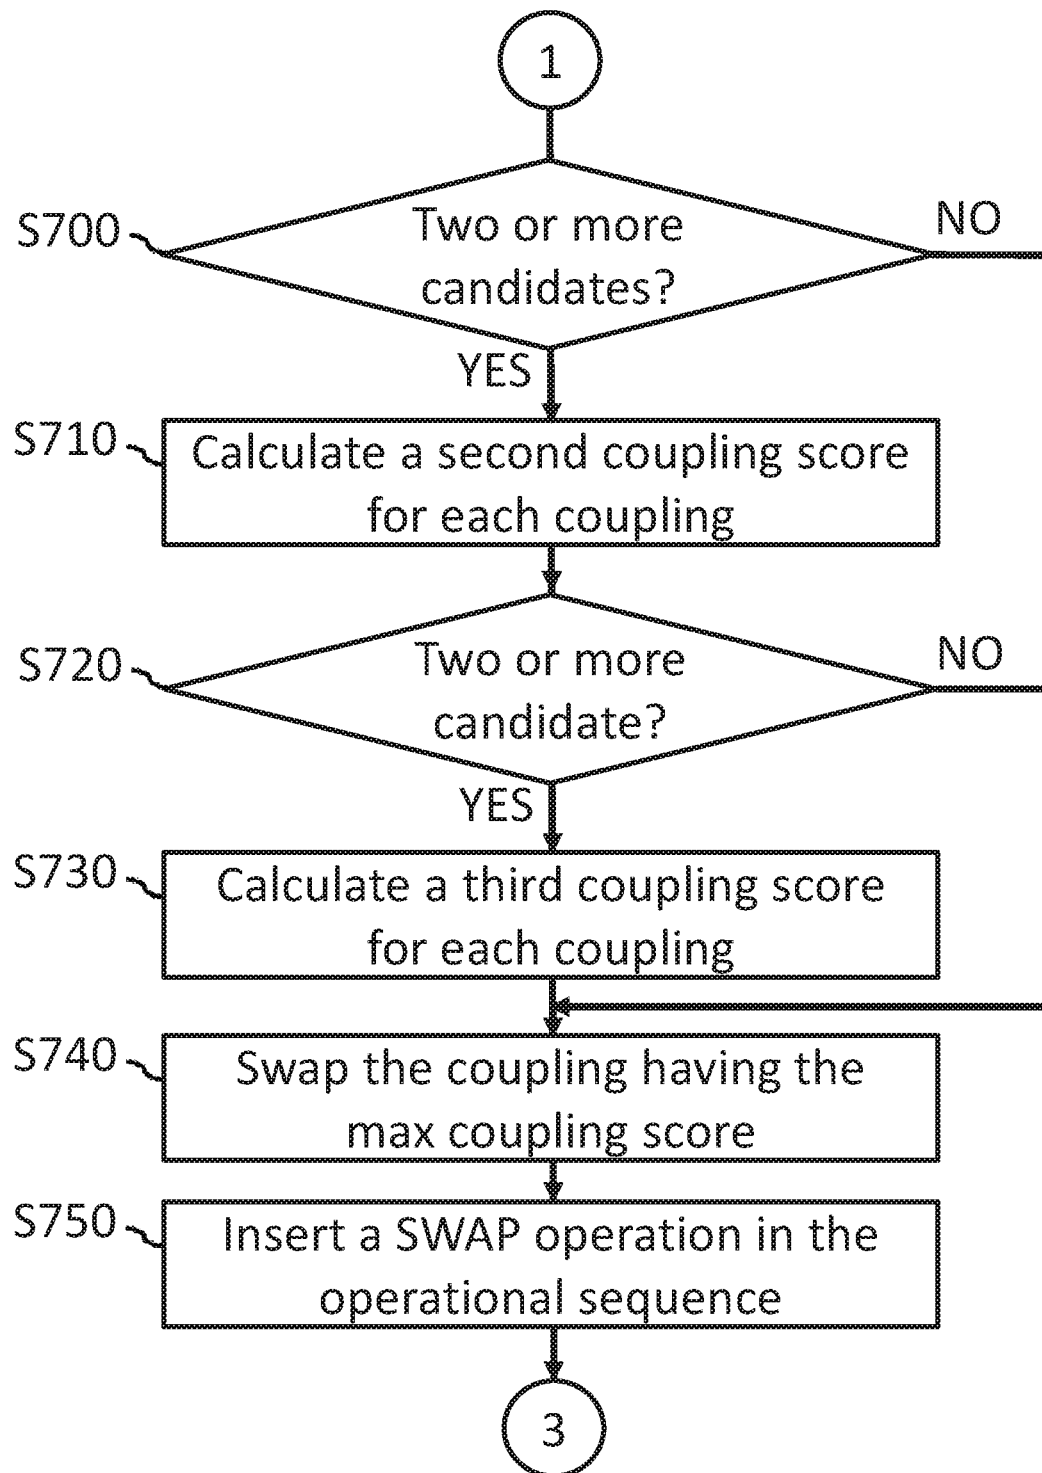 1
S700
Two or more
candidates?
NO
YES
S710
Calculate a second coupling score
for each coupling
S720
Two or more
candidate?
NO
YES
S730
Calculate a third coupling score
for each coupling
S740
Swap the coupling having the
max coupling score
S750
Insert a SWAP operation in the
operational sequence
3